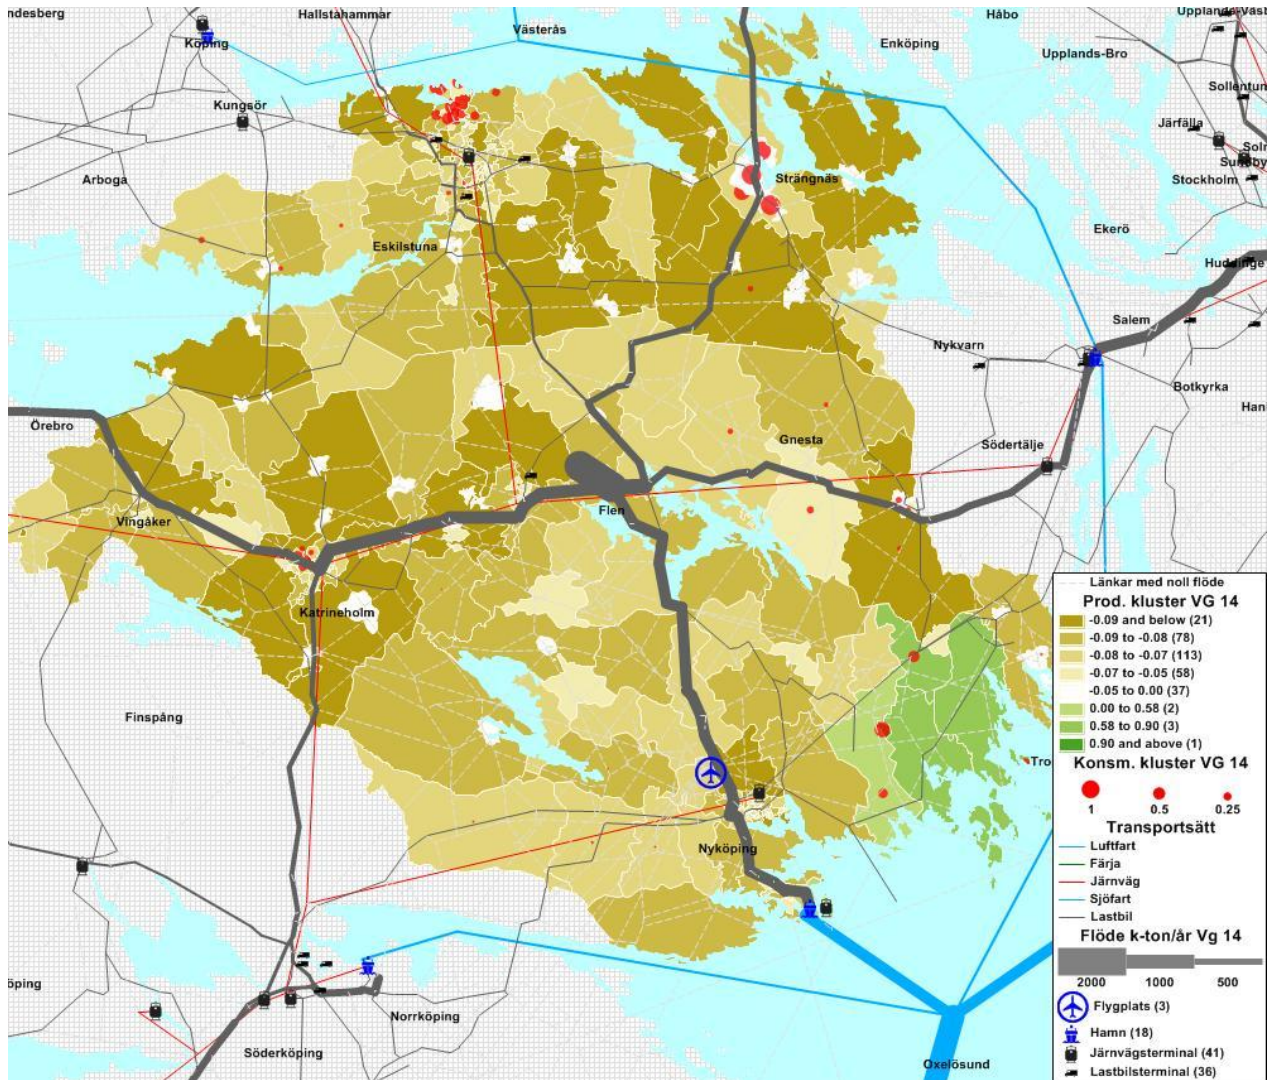 ndesberg
Hallstahammar
Västerås
Håbo
Upplands-Väsb
Köping
Enköping
Upplands-Bro
Sollentun
Kungsör
Järfälla
Soln
Arboga
Strängnäs
Stockholm
Ekerö
Eskilstuna
Huddinge
Salem
Nykvarn
Botkyrka
Han
Örebro
Gnesta
Södertälje
Flen
Vingåker
Katrineholm
Finspång
Tro
Nyköping
öping
Norrköping
Söderköping
Oxelösund
Länkar med noll flöde
Prod. kluster VG 14
-0.09 and below (21)
-0.09 to -0.08 (78)
-0.08 to -0.07 (113)
-0.07 to -0.05 (58)
-0.05 to 0.00 (37)
0.00 to 0.58 (2)
0.58 to 0.90 (3)
0.90 and above (1)
Konsm. kluster VG 14
1 0.5 0.25
Transportsätt
Luftfart
Färja
Järnväg
Sjöfart
Lastbil
Flöde k-ton/år Vg 14
2000 1000 500
Flygplats (3)
Hamn (18)
Järnvägsterminal (41)
Lastbilsterminal (36)